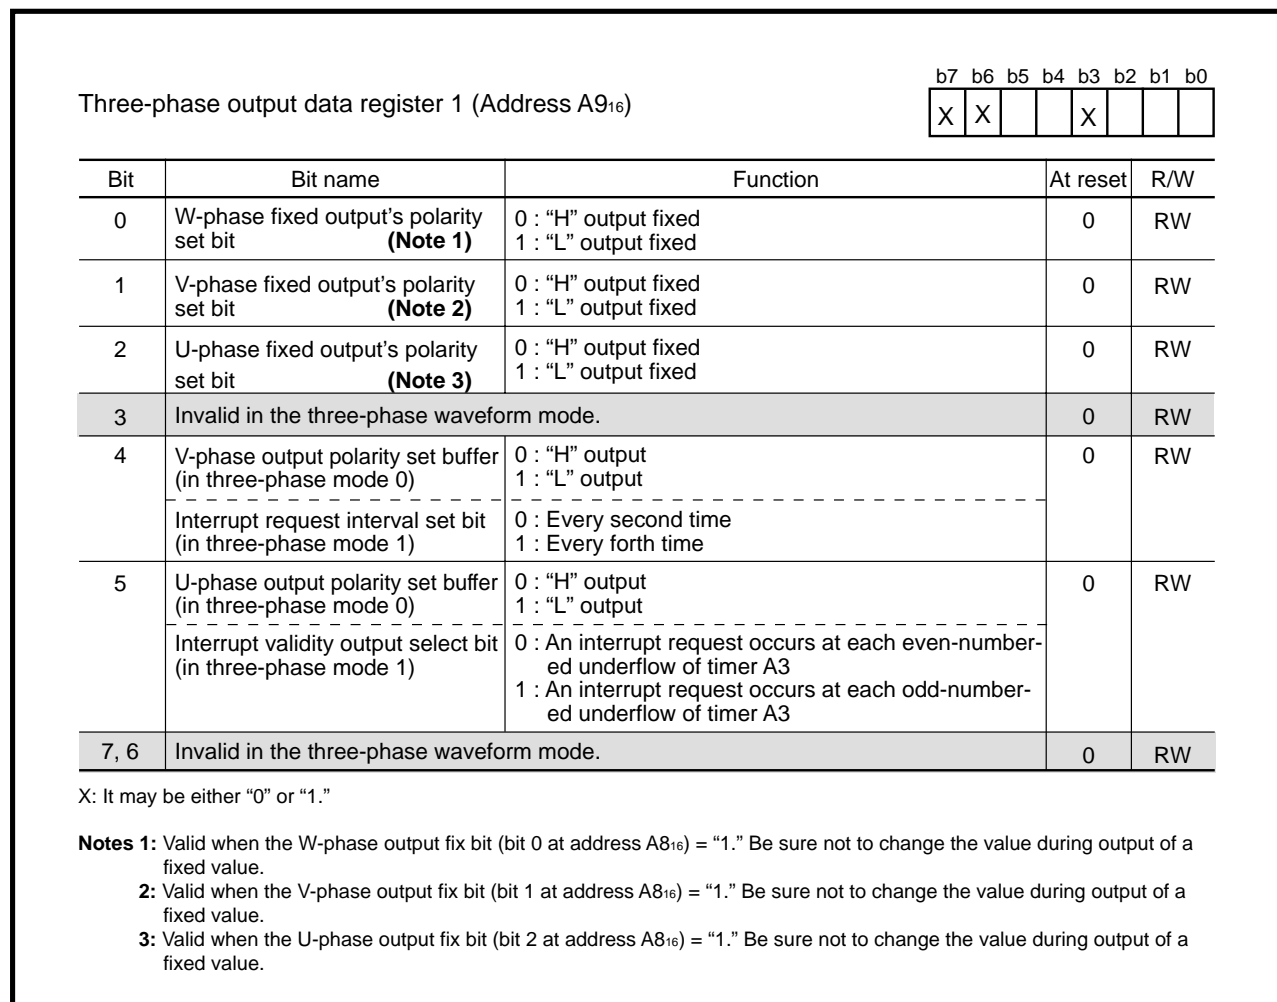 b7 b6 b5 b4 b3 b2 b1 b0
Three-phase output data register 1 (Address A9₁₆)
X X X
Bit Bit name Function At reset R/W
0 W-phase fixed output’s polarity 0 : “H” output fixed 0 RW
set bit (Note 1) 1 : “L” output fixed
1 V-phase fixed output’s polarity 0 : “H” output fixed 0 RW
set bit (Note 2) 1 : “L” output fixed
2 U-phase fixed output’s polarity 0 : “H” output fixed 0 RW
set bit (Note 3) 1 : “L” output fixed
3 Invalid in the three-phase waveform mode. 0 RW
4 V-phase output polarity set buffer 0 : “H” output 0 RW
(in three-phase mode 0) 1 : “L” output
Interrupt request interval set bit 0 : Every second time
(in three-phase mode 1) 1 : Every forth time
5 U-phase output polarity set buffer 0 : “H” output 0 RW
(in three-phase mode 0) 1 : “L” output
Interrupt validity output select bit 0 : An interrupt request occurs at each even-number-
(in three-phase mode 1) ed underflow of timer A3
1 : An interrupt request occurs at each odd-number-
ed underflow of timer A3
7, 6 Invalid in the three-phase waveform mode. 0 RW
X: It may be either “0” or “1.”
Notes 1: Valid when the W-phase output fix bit (bit 0 at address A8₁₆) = “1.” Be sure not to change the value during output of a
fixed value.
2: Valid when the V-phase output fix bit (bit 1 at address A8₁₆) = “1.” Be sure not to change the value during output of a
fixed value.
3: Valid when the U-phase output fix bit (bit 2 at address A8₁₆) = “1.” Be sure not to change the value during output of a
fixed value.